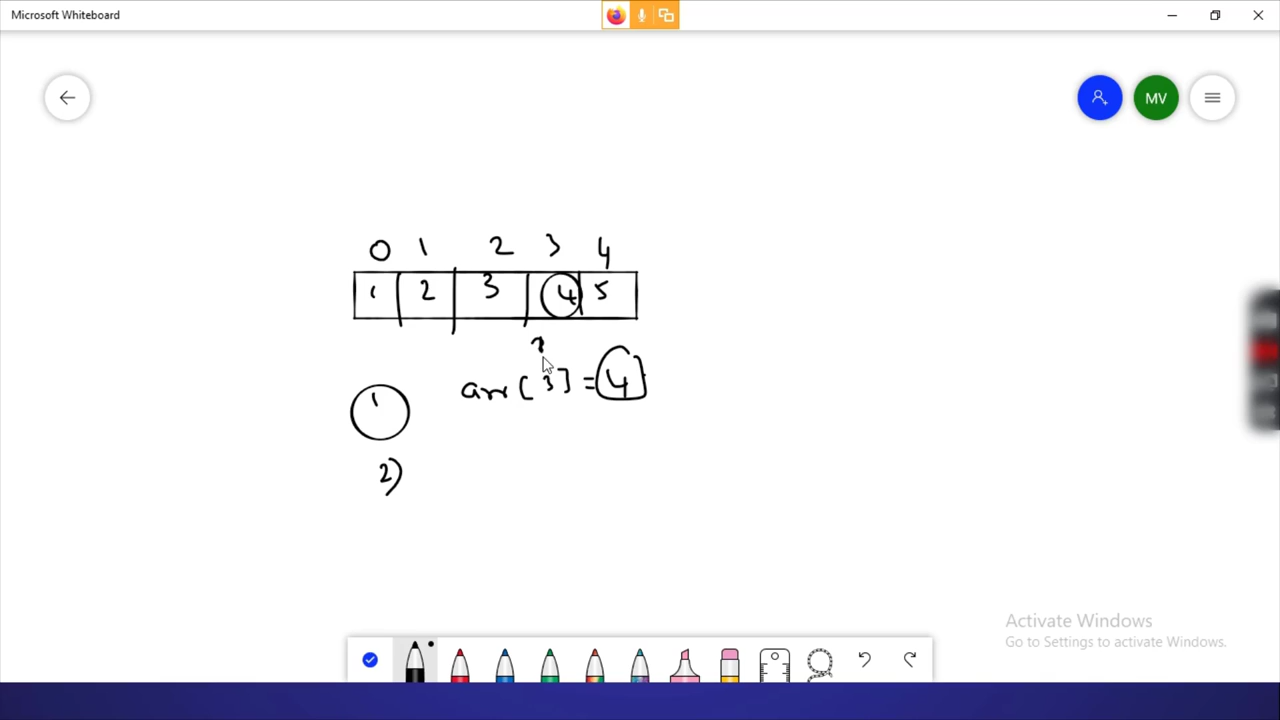 Microsoft Whiteboard
MV
0 1 2 3 4
1 2 3 4 5
arr[3] = 4
1
2)
Activate Windows
Go to Settings to activate Windows.